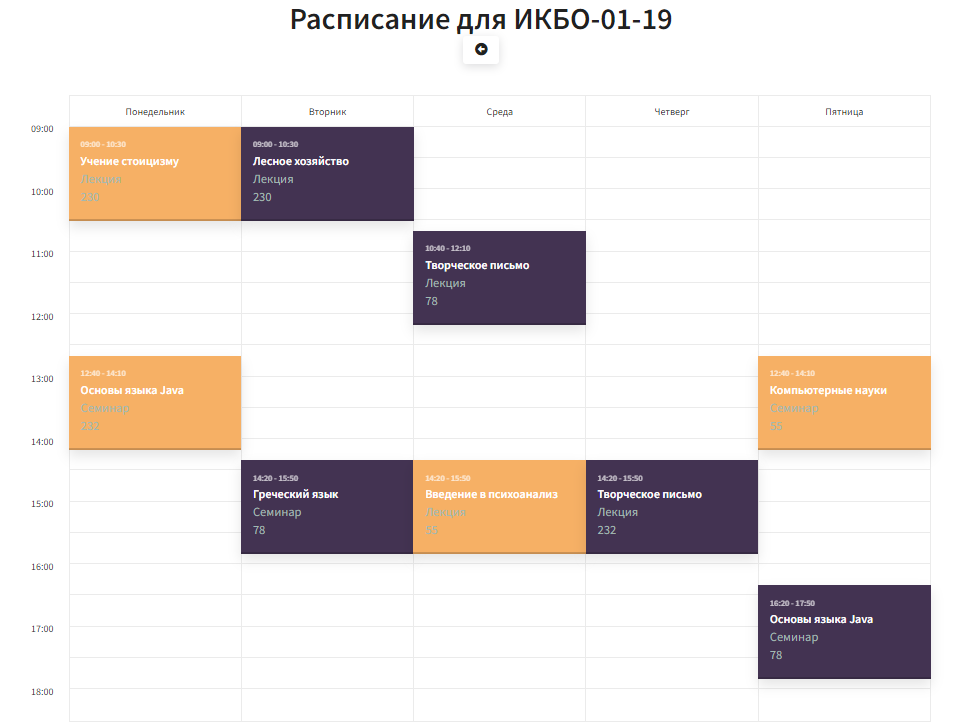 Расписание для ИКБО-01-19
Понедельник
Вторник
Среда
Четверг
Пятница
09:00
10:00
11:00
12:00
13:00
14:00
15:00
16:00
17:00
18:00
09:00 - 10:30
Учение стоицизму
Лекция
230
12:40 - 14:10
Основы языка Java
Семинар
232
09:00 - 10:30
Лесное хозяйство
Лекция
230
14:20 - 15:50
Греческий язык
Семинар
78
10:40 - 12:10
Творческое письмо
Лекция
78
14:20 - 15:50
Введение в психоанализ
Лекция
55
14:20 - 15:50
Творческое письмо
Лекция
232
12:40 - 14:10
Компьютерные науки
Семинар
55
16:20 - 17:50
Основы языка Java
Семинар
78